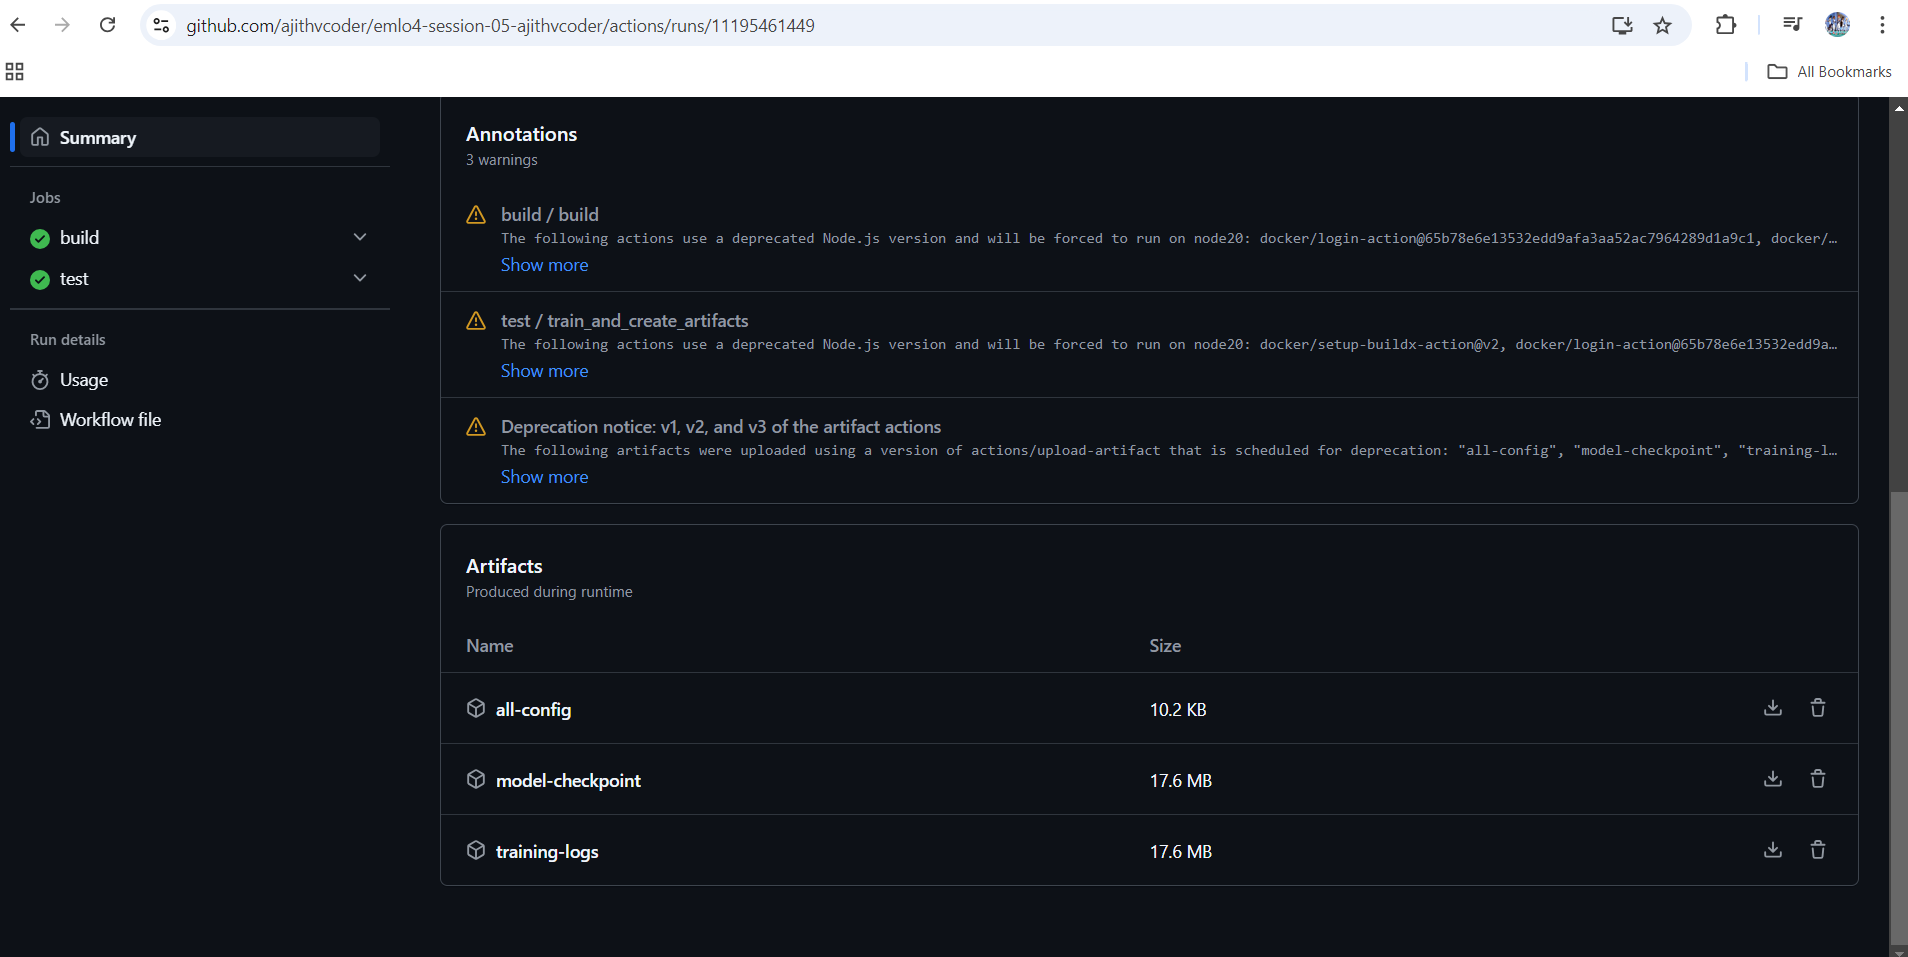 github.com/ajithvcoder/emlo4-session-05-ajithvcoder/actions/runs/11195461449
All Bookmarks
Summary
Jobs
build
test
Run details
Usage
Workflow file
Annotations
3 warnings
build / build
The following actions use a deprecated Node.js version and will be forced to run on node20: docker/login-action@65b78e6e13532edd9afa3aa52ac7964289d1a9c1, docker/…
Show more
test / train_and_create_artifacts
The following actions use a deprecated Node.js version and will be forced to run on node20: docker/setup-buildx-action@v2, docker/login-action@65b78e6e13532edd9a…
Show more
Deprecation notice: v1, v2, and v3 of the artifact actions
The following artifacts were uploaded using a version of actions/upload-artifact that is scheduled for deprecation: "all-config", "model-checkpoint", "training-l…
Show more
Artifacts
Produced during runtime
Name Size
all-config 10.2 KB
model-checkpoint 17.6 MB
training-logs 17.6 MB